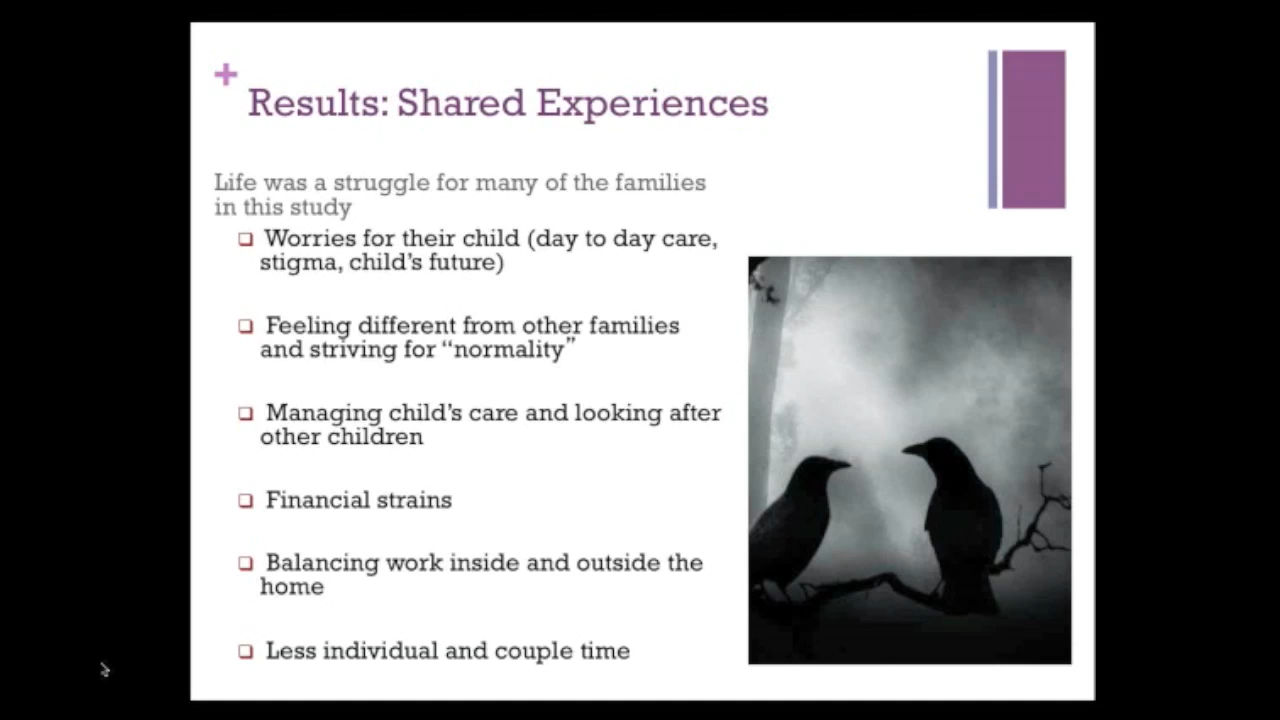 +
Results: Shared Experiences
Life was a struggle for many of the families
in this study
❑ Worries for their child (day to day care,
stigma, child’s future)
❑ Feeling different from other families
and striving for “normality”
❑ Managing child’s care and looking after
other children
❑ Financial strains
❑ Balancing work inside and outside the
home
❑ Less individual and couple time